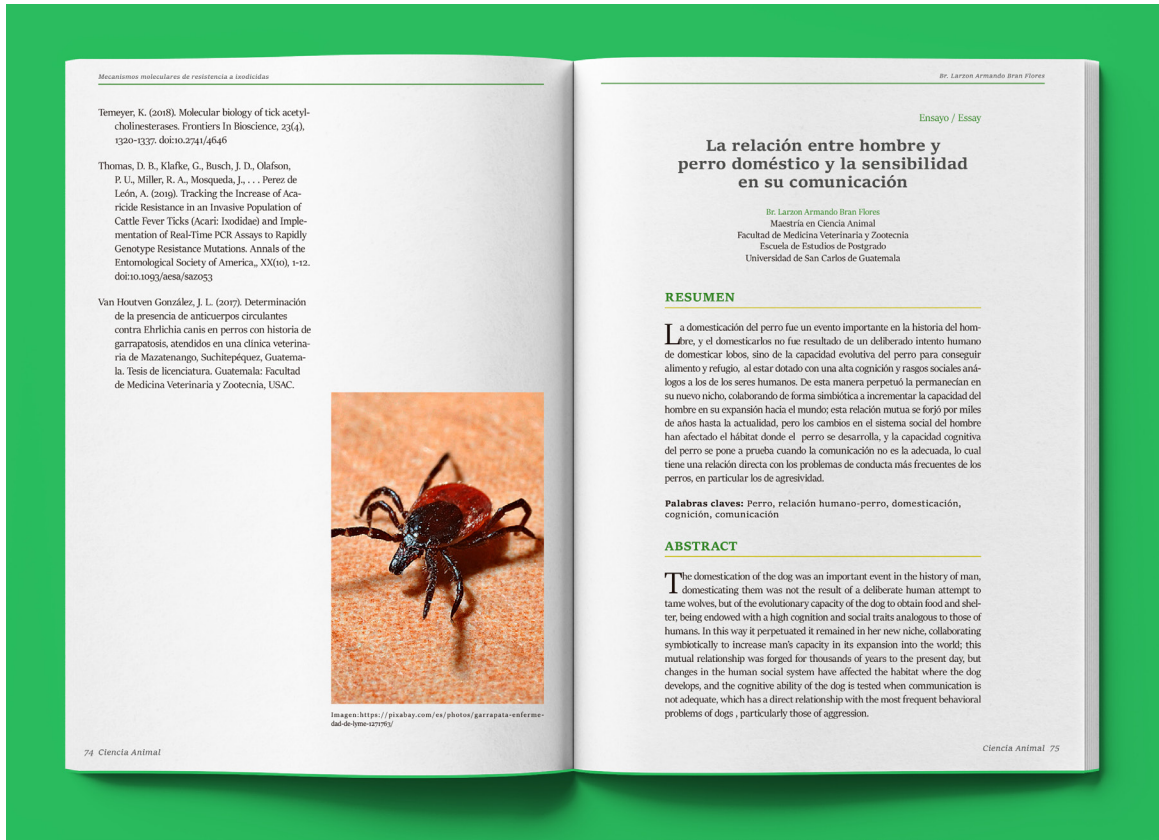 Mecanismos moleculares de resistencia a ixodicidas
Temeyer, K. (2018). Molecular biology of tick acetyl-
cholinesterases. Frontiers In Bioscience, 23(4),
1320-1337. doi:10.2741/4646
Thomas, D. B., Klafke, G., Busch, J. D., Olafson,
P. U., Miller, R. A., Mosqueda, J., . . . Perez de
León, A. (2019). Tracking the Increase of Aca-
ricide Resistance in an Invasive Population of
Cattle Fever Ticks (Acari: Ixodidae) and Imple-
mentation of Real-Time PCR Assays to Rapidly
Genotype Resistance Mutations. Annals of the
Entomological Society of America,, XX(10), 1-12.
doi:10.1093/aesa/saz053
Van Houtven González, J. L. (2017). Determinación
de la presencia de anticuerpos circulantes
contra Ehrlichia canis en perros con historia de
garrapatosis, atendidos en una clínica veterina-
ria de Mazatenango, Suchitepéquez, Guatema-
la. Tesis de licenciatura. Guatemala: Facultad
de Medicina Veterinaria y Zootecnia, USAC.
Imagen:https://pixabay.com/es/photos/garrapata-enferme-
dad-de-lyme-1271763/
74 Ciencia Animal
Br. Larzon Armando Bran Flores
Ensayo / Essay
La relación entre hombre y
perro doméstico y la sensibilidad
en su comunicación
Br. Larzon Armando Bran Flores
Maestría en Ciencia Animal
Facultad de Medicina Veterinaria y Zootecnia
Escuela de Estudios de Postgrado
Universidad de San Carlos de Guatemala
RESUMEN
La domesticación del perro fue un evento importante en la historia del hom-
bre, y el domesticarlos no fue resultado de un deliberado intento humano
de domesticar lobos, sino de la capacidad evolutiva del perro para conseguir
alimento y refugio, al estar dotado con una alta cognición y rasgos sociales aná-
logos a los de los seres humanos. De esta manera perpetuó la permanecían en
su nuevo nicho, colaborando de forma simbiótica a incrementar la capacidad del
hombre en su expansión hacia el mundo; esta relación mutua se forjó por miles
de años hasta la actualidad, pero los cambios en el sistema social del hombre
han afectado el hábitat donde el perro se desarrolla, y la capacidad cognitiva
del perro se pone a prueba cuando la comunicación no es la adecuada, lo cual
tiene una relación directa con los problemas de conducta más frecuentes de los
perros, en particular los de agresividad.
Palabras claves: Perro, relación humano-perro, domesticación,
cognición, comunicación
ABSTRACT
The domestication of the dog was an important event in the history of man,
domesticating them was not the result of a deliberate human attempt to
tame wolves, but of the evolutionary capacity of the dog to obtain food and shel-
ter, being endowed with a high cognition and social traits analogous to those of
humans. In this way it perpetuated it remained in her new niche, collaborating
symbiotically to increase man's capacity in its expansion into the world; this
mutual relationship was forged for thousands of years to the present day, but
changes in the human social system have affected the habitat where the dog
develops, and the cognitive ability of the dog is tested when communication is
not adequate, which has a direct relationship with the most frequent behavioral
problems of dogs , particularly those of aggression.
Ciencia Animal 75